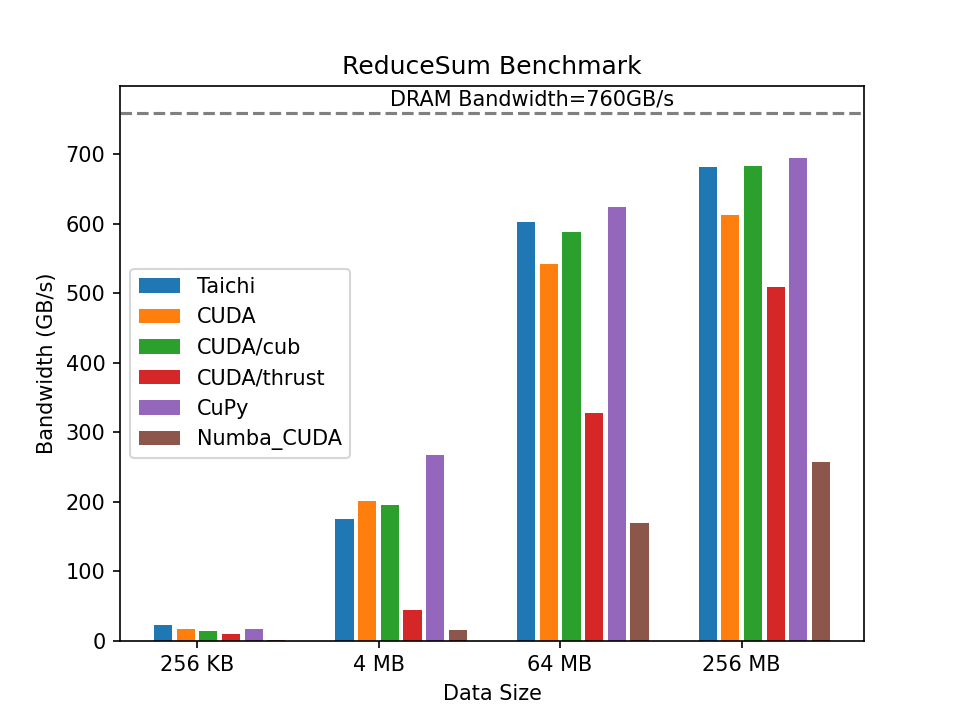 ReduceSum Benchmark
DRAM Bandwidth=760GB/s
700
600
500
400
300
200
100
0
Bandwidth (GB/s)
Taichi
CUDA
CUDA/cub
CUDA/thrust
CuPy
Numba_CUDA
256 KB
4 MB
64 MB
256 MB
Data Size